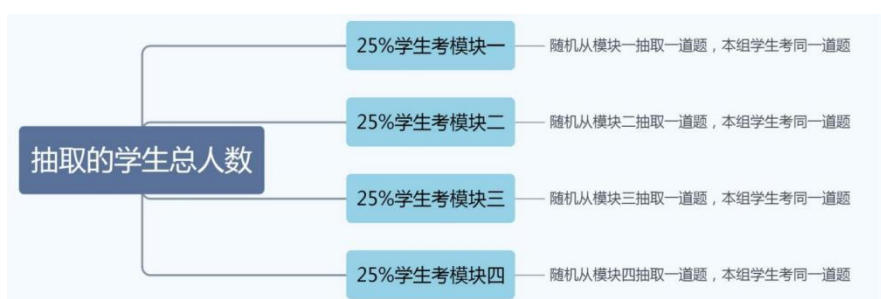 25%学生考模块一
随机从模块一抽取一道题，本组学生考同一道题
25%学生考模块二
随机从模块二抽取一道题，本组学生考同一道题
抽取的学生总人数
25%学生考模块三
随机从模块三抽取一道题，本组学生考同一道题
25%学生考模块四
随机从模块四抽取一道题，本组学生考同一道题